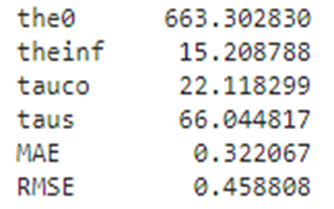 the0 663.302830
theinf 15.208788
tauco 22.118299
taus 66.044817
MAE 0.322067
RMSE 0.458808